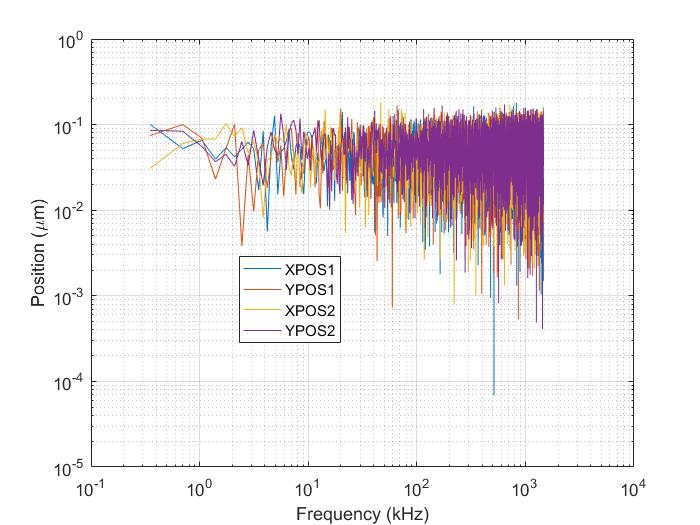 10^0
10^-1
10^-2
10^-3
10^-4
10^-5
Position (μm)
XPOS1
YPOS1
XPOS2
YPOS2
10^-1 10^0 10^1 10^2 10^3 10^4
Frequency (kHz)